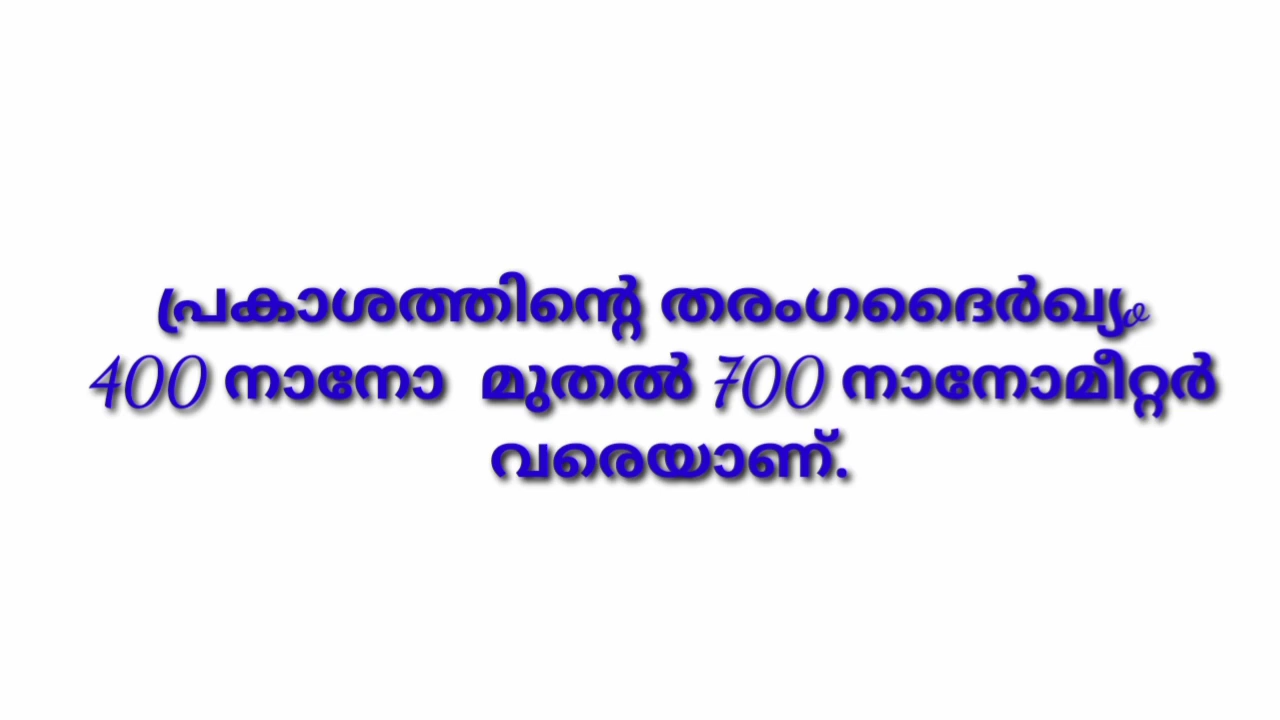 പ്രകാശത്തിന്റെ തരംഗദൈർഖ്യം
400 നാനോ മുതൽ 700 നാനോമീറ്റർ
വരെയാണ്.